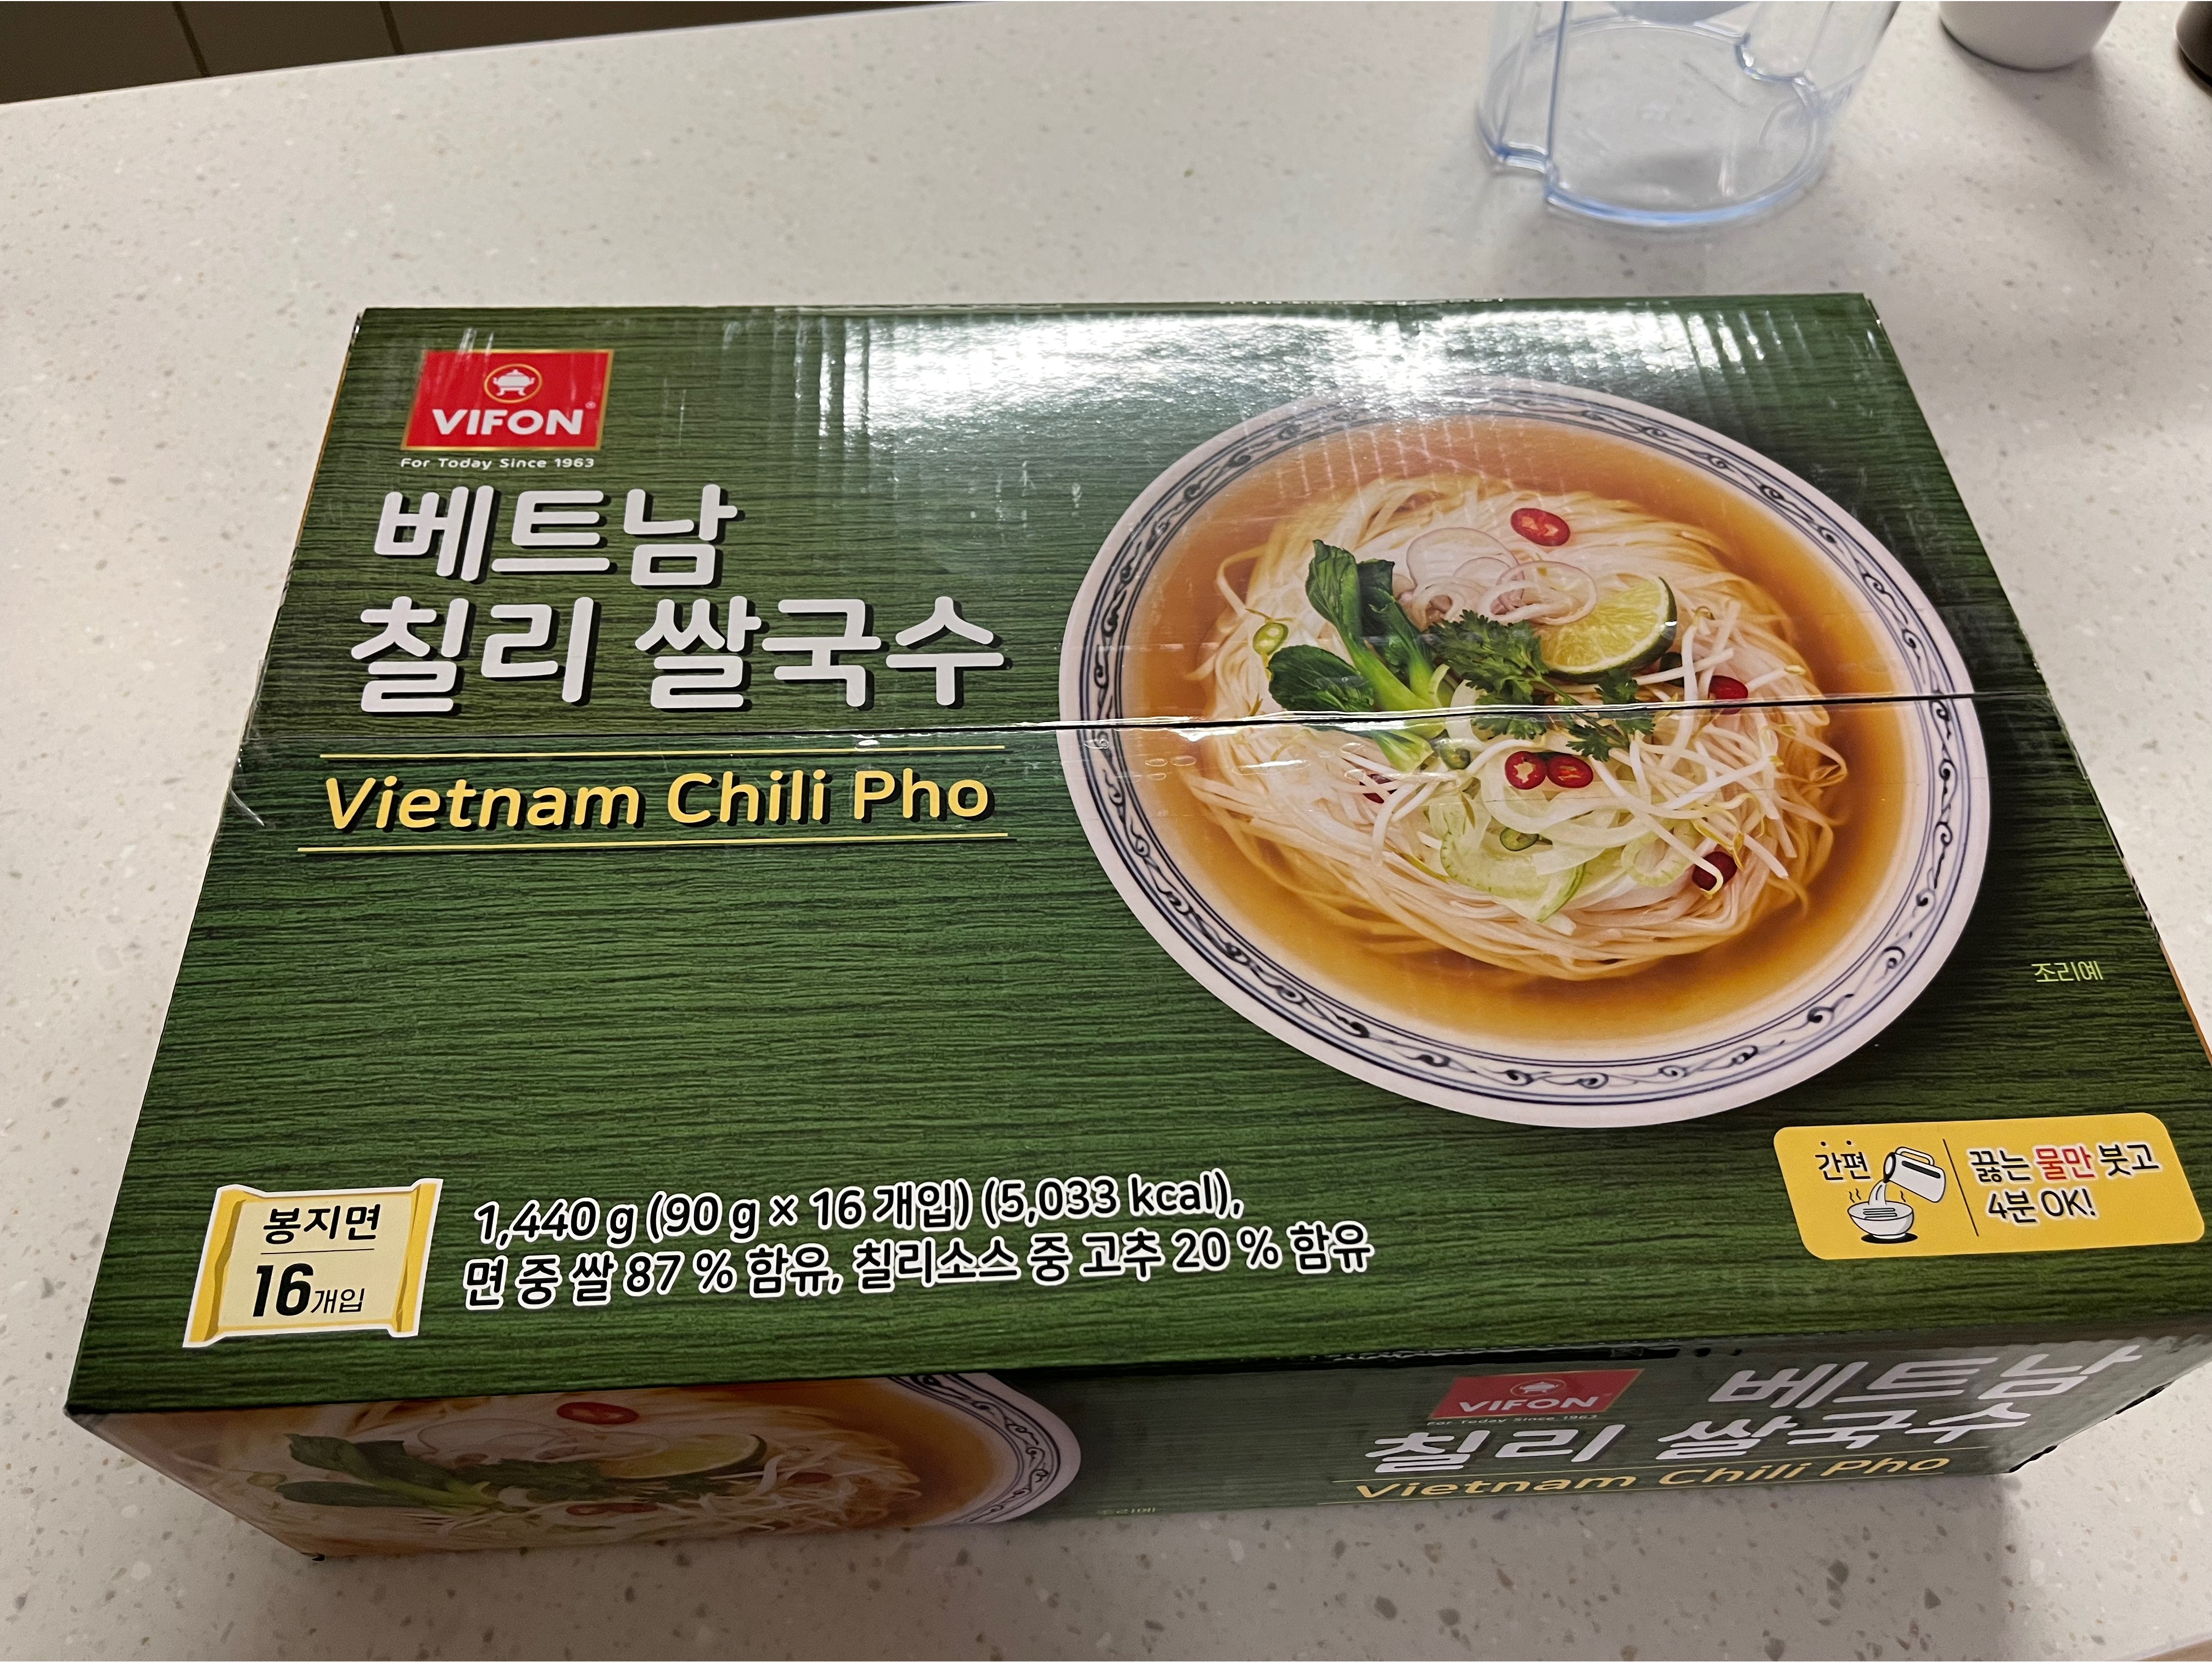 VIFON
For Today Since 1963
베트남
칠리 쌀국수
Vietnam Chili Pho
조리예
간편
끓는 물만 붓고
4분 OK!
봉지면
16개입
1,440 g (90 g × 16 개입) (5,033 kcal),
면 중 쌀 87 % 함유, 칠리소스 중 고추 20 % 함유
VIFON
For Today Since 1963
베트남
칠리 쌀국수
Vietnam Chili Pho
조리예